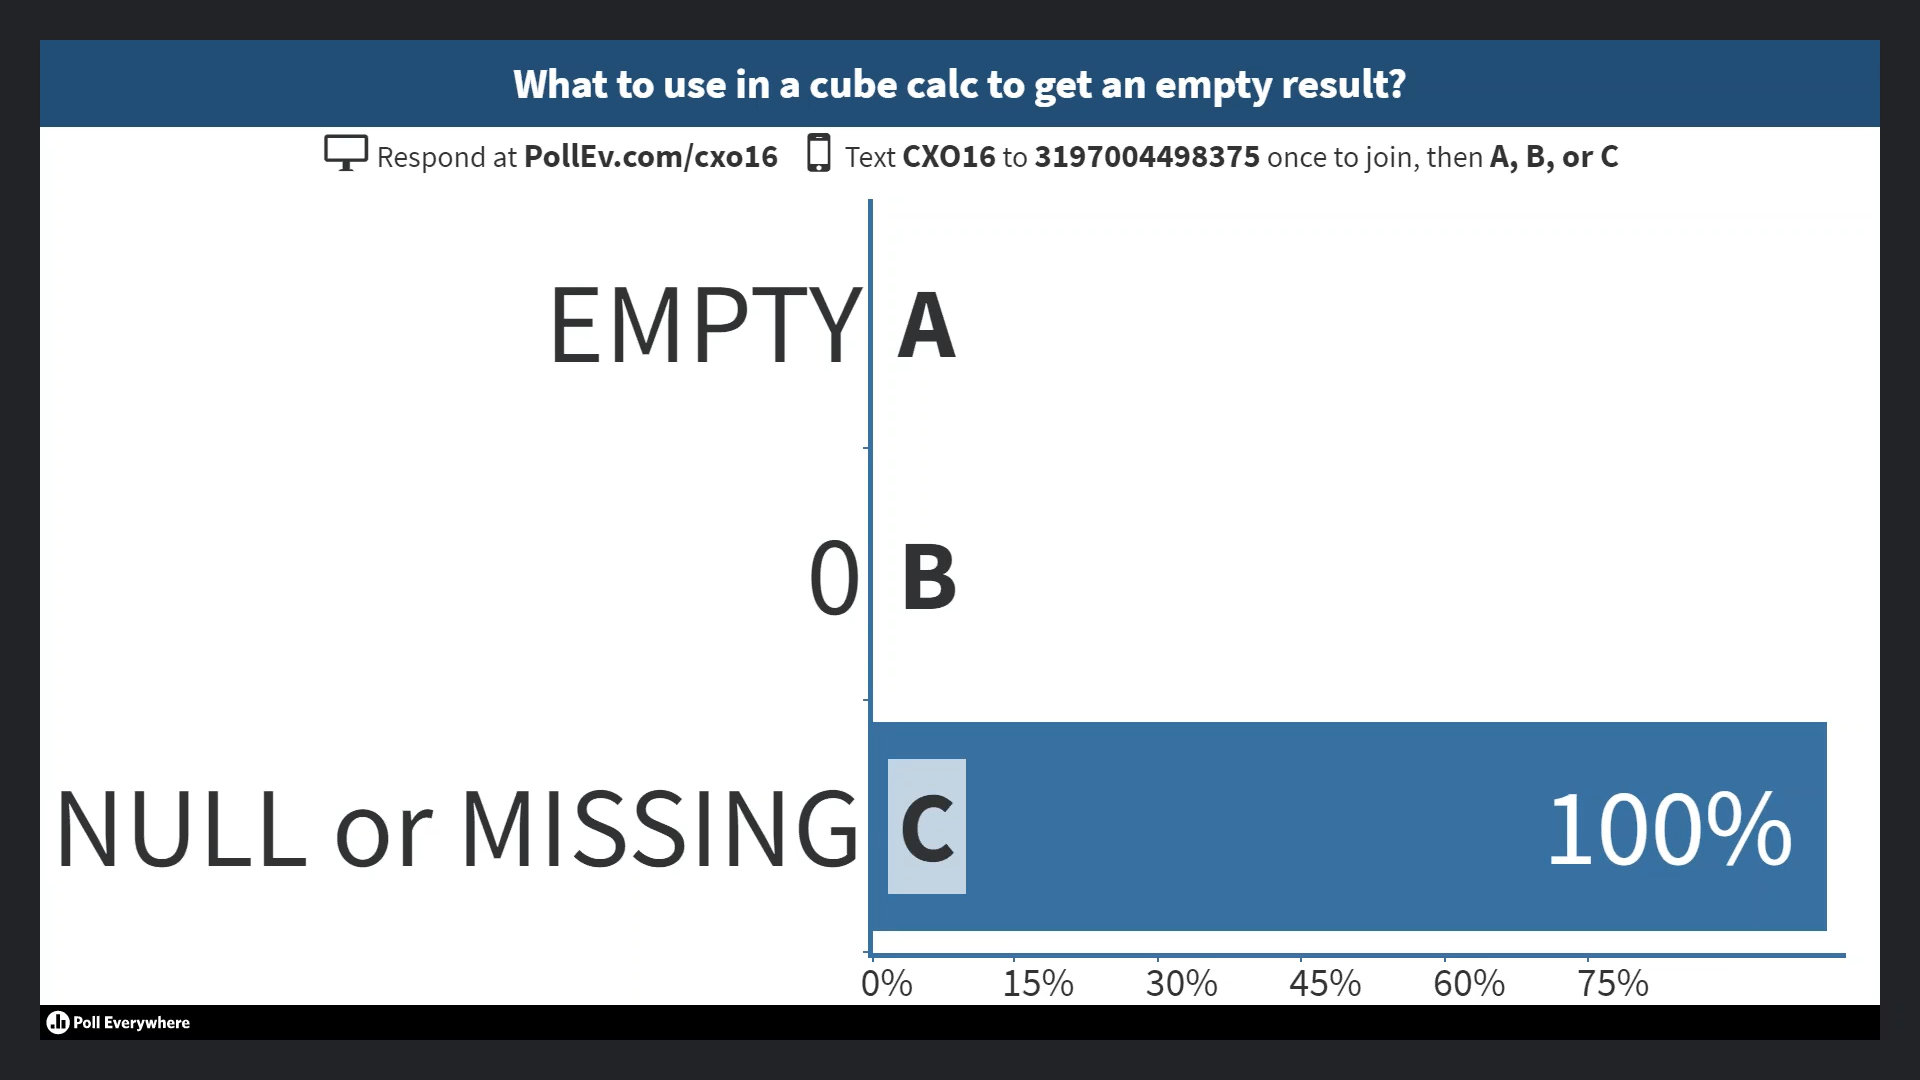 What to use in a cube calc to get an empty result?
Respond at PollEv.com/cxo16 Text CXO16 to 3197004498375 once to join, then A, B, or C
EMPTY A
0 B
NULL or MISSING C 100%
0% 15% 30% 45% 60% 75%
Poll Everywhere